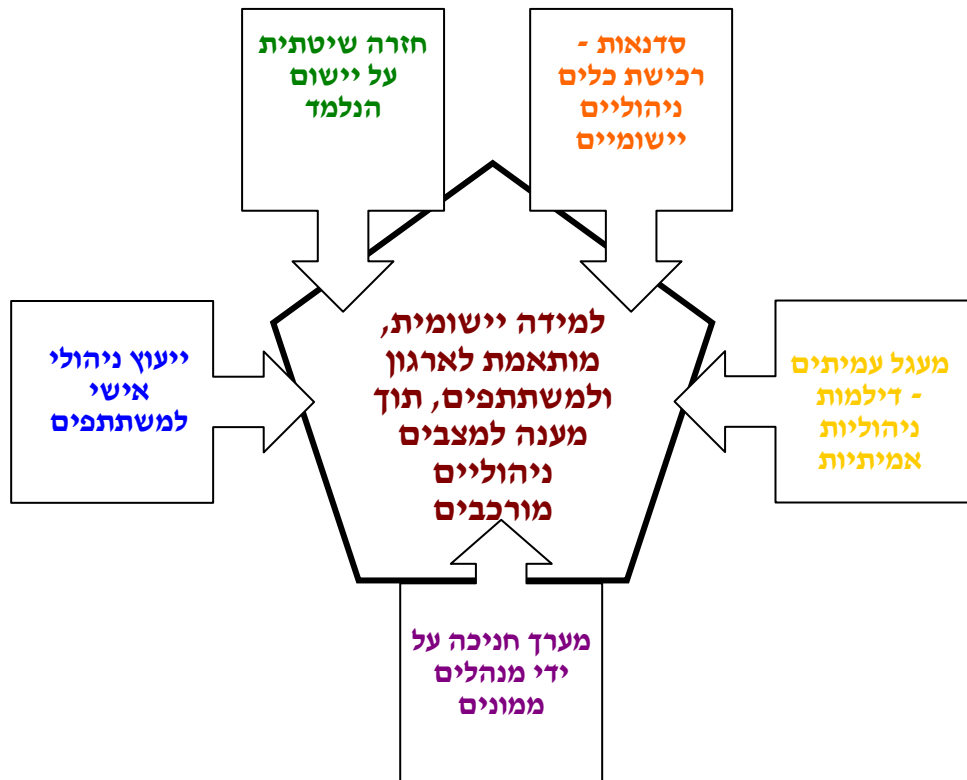 סדנאות -
רכישת כלים
ניהוליים
יישומיים
חזרה שיטתית
על יישום
הנלמד
מעגל עמיתים
- דילמות
ניהוליות
אמיתיות
למידה יישומית,
מותאמת לארגון
ולמשתתפים, תוך
מענה למצבים
ניהוליים
מורכבים
ייעוץ ניהולי
אישי
למשתתפים
מערך חניכה על
ידי מנהלים
ממונים